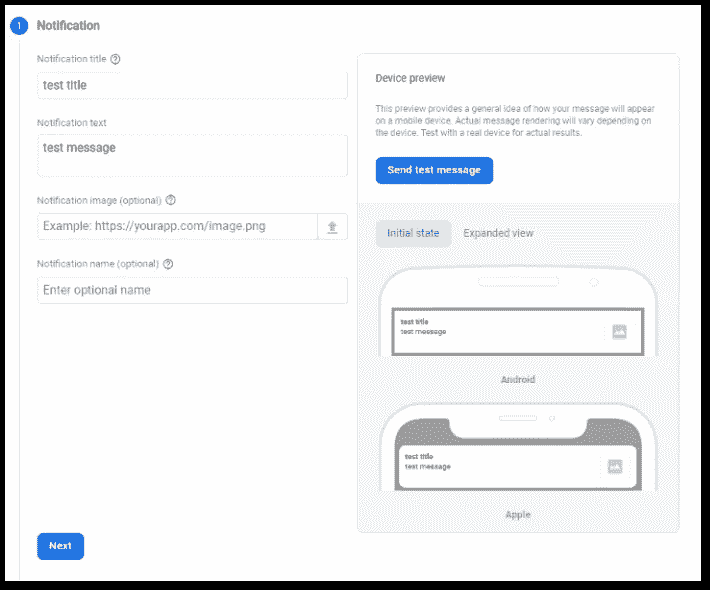 1 Notification
Notification title
test title
Notification text
test message
Notification image (optional)
Example: https://yourapp.com/image.png
Notification name (optional)
Enter optional name
Next
Device preview
This preview provides a general idea of how your message will appear
on a mobile device. Actual message rendering will vary depending on
the device. Test with a real device for actual results.
Send test message
Initial state Expanded view
test title
test message
Android
test title
test message
Apple